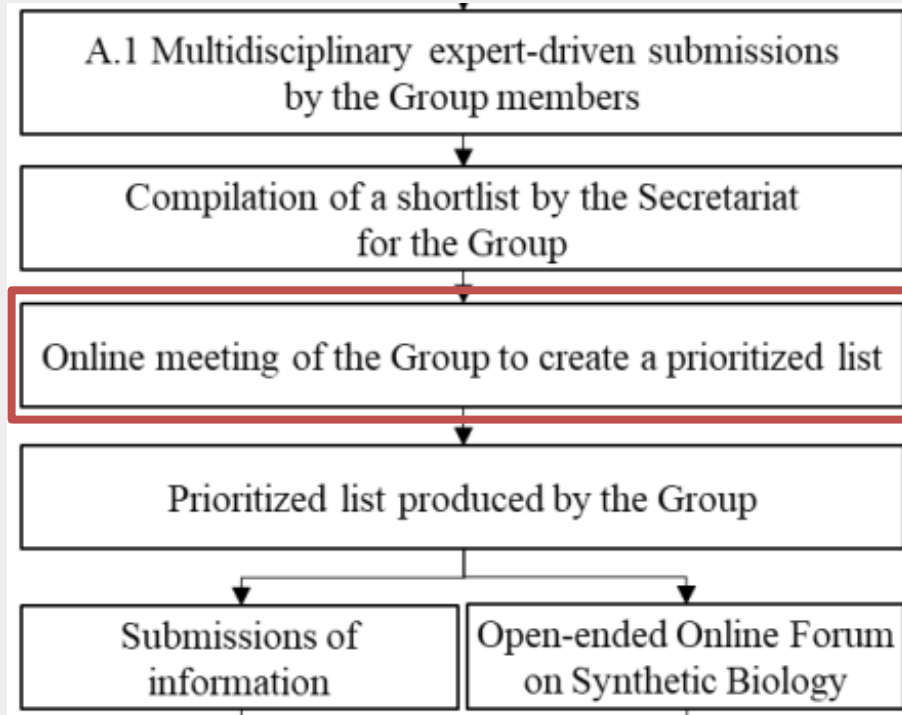 A.1 Multidisciplinary expert-driven submissions
by the Group members
Compilation of a shortlist by the Secretariat
for the Group
Online meeting of the Group to create a prioritized list
Prioritized list produced by the Group
Submissions of
information
Open-ended Online Forum
on Synthetic Biology